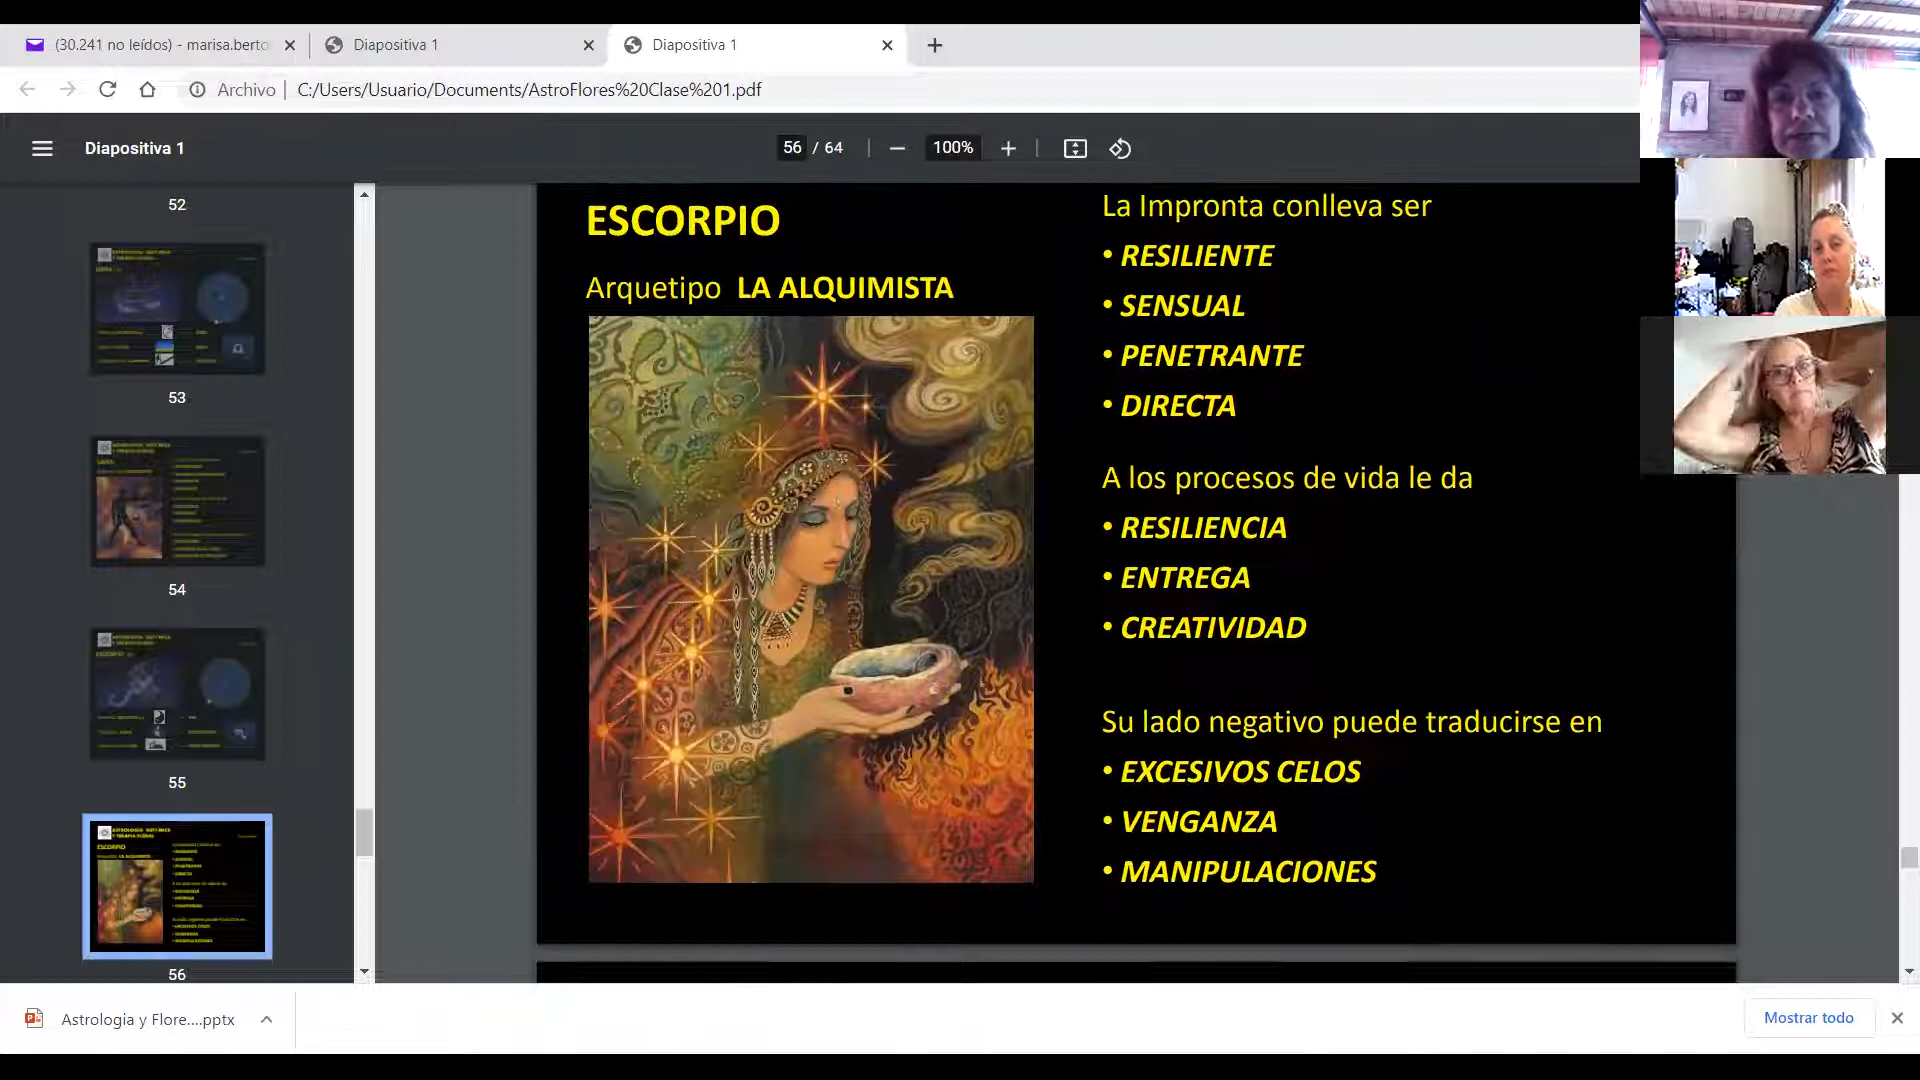 (30.241 no leídos) - marisa.berto
Diapositiva 1
Diapositiva 1
Archivo
C:/Users/Usuario/Documents/AstroFlores%20Clase%201.pdf
Diapositiva 1
56 / 64
100%
52
53
54
55
ESCORPIO
56
ESCORPIO
Arquetipo LA ALQUIMISTA
La Impronta conlleva ser
• RESILIENTE
• SENSUAL
• PENETRANTE
• DIRECTA
A los procesos de vida le da
• RESILIENCIA
• ENTREGA
• CREATIVIDAD
Su lado negativo puede traducirse en
• EXCESIVOS CELOS
• VENGANZA
• MANIPULACIONES
Astrologia y Flore....pptx
Mostrar todo